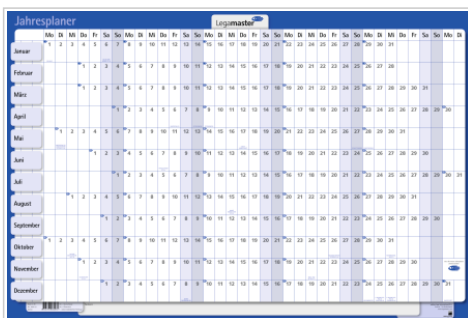 Jahresplaner
Legamaster
Mo Di Mi Do Fr Sa So Mo Di Mi Do Fr Sa So Mo Di Mi Do Fr Sa So Mo Di Mi Do Fr Sa So Mo Di Mi Do Fr Sa So Mo Di
Januar 1 2 3 4 5 6 7 8 9 10 11 12 13 14 15 16 17 18 19 20 21 22 23 24 25 26 27 28 29 30 31
Februar 1 2 3 4 5 6 7 8 9 10 11 12 13 14 15 16 17 18 19 20 21 22 23 24 25 26 27 28
März 1 2 3 4 5 6 7 8 9 10 11 12 13 14 15 16 17 18 19 20 21 22 23 24 25 26 27 28 29 30 31
April 1 2 3 4 5 6 7 8 9 10 11 12 13 14 15 16 17 18 19 20 21 22 23 24 25 26 27 28 29 30
Mai 1 2 3 4 5 6 7 8 9 10 11 12 13 14 15 16 17 18 19 20 21 22 23 24 25 26 27 28 29 30 31
Juni 1 2 3 4 5 6 7 8 9 10 11 12 13 14 15 16 17 18 19 20 21 22 23 24 25 26 27 28 29 30
Juli 1 2 3 4 5 6 7 8 9 10 11 12 13 14 15 16 17 18 19 20 21 22 23 24 25 26 27 28 29 30 31
August 1 2 3 4 5 6 7 8 9 10 11 12 13 14 15 16 17 18 19 20 21 22 23 24 25 26 27 28 29 30 31
September 1 2 3 4 5 6 7 8 9 10 11 12 13 14 15 16 17 18 19 20 21 22 23 24 25 26 27 28 29 30
Oktober 1 2 3 4 5 6 7 8 9 10 11 12 13 14 15 16 17 18 19 20 21 22 23 24 25 26 27 28 29 30 31
November 1 2 3 4 5 6 7 8 9 10 11 12 13 14 15 16 17 18 19 20 21 22 23 24 25 26 27 28 29 30
Dezember 1 2 3 4 5 6 7 8 9 10 11 12 13 14 15 16 17 18 19 20 21 22 23 24 25 26 27 28 29 30 31